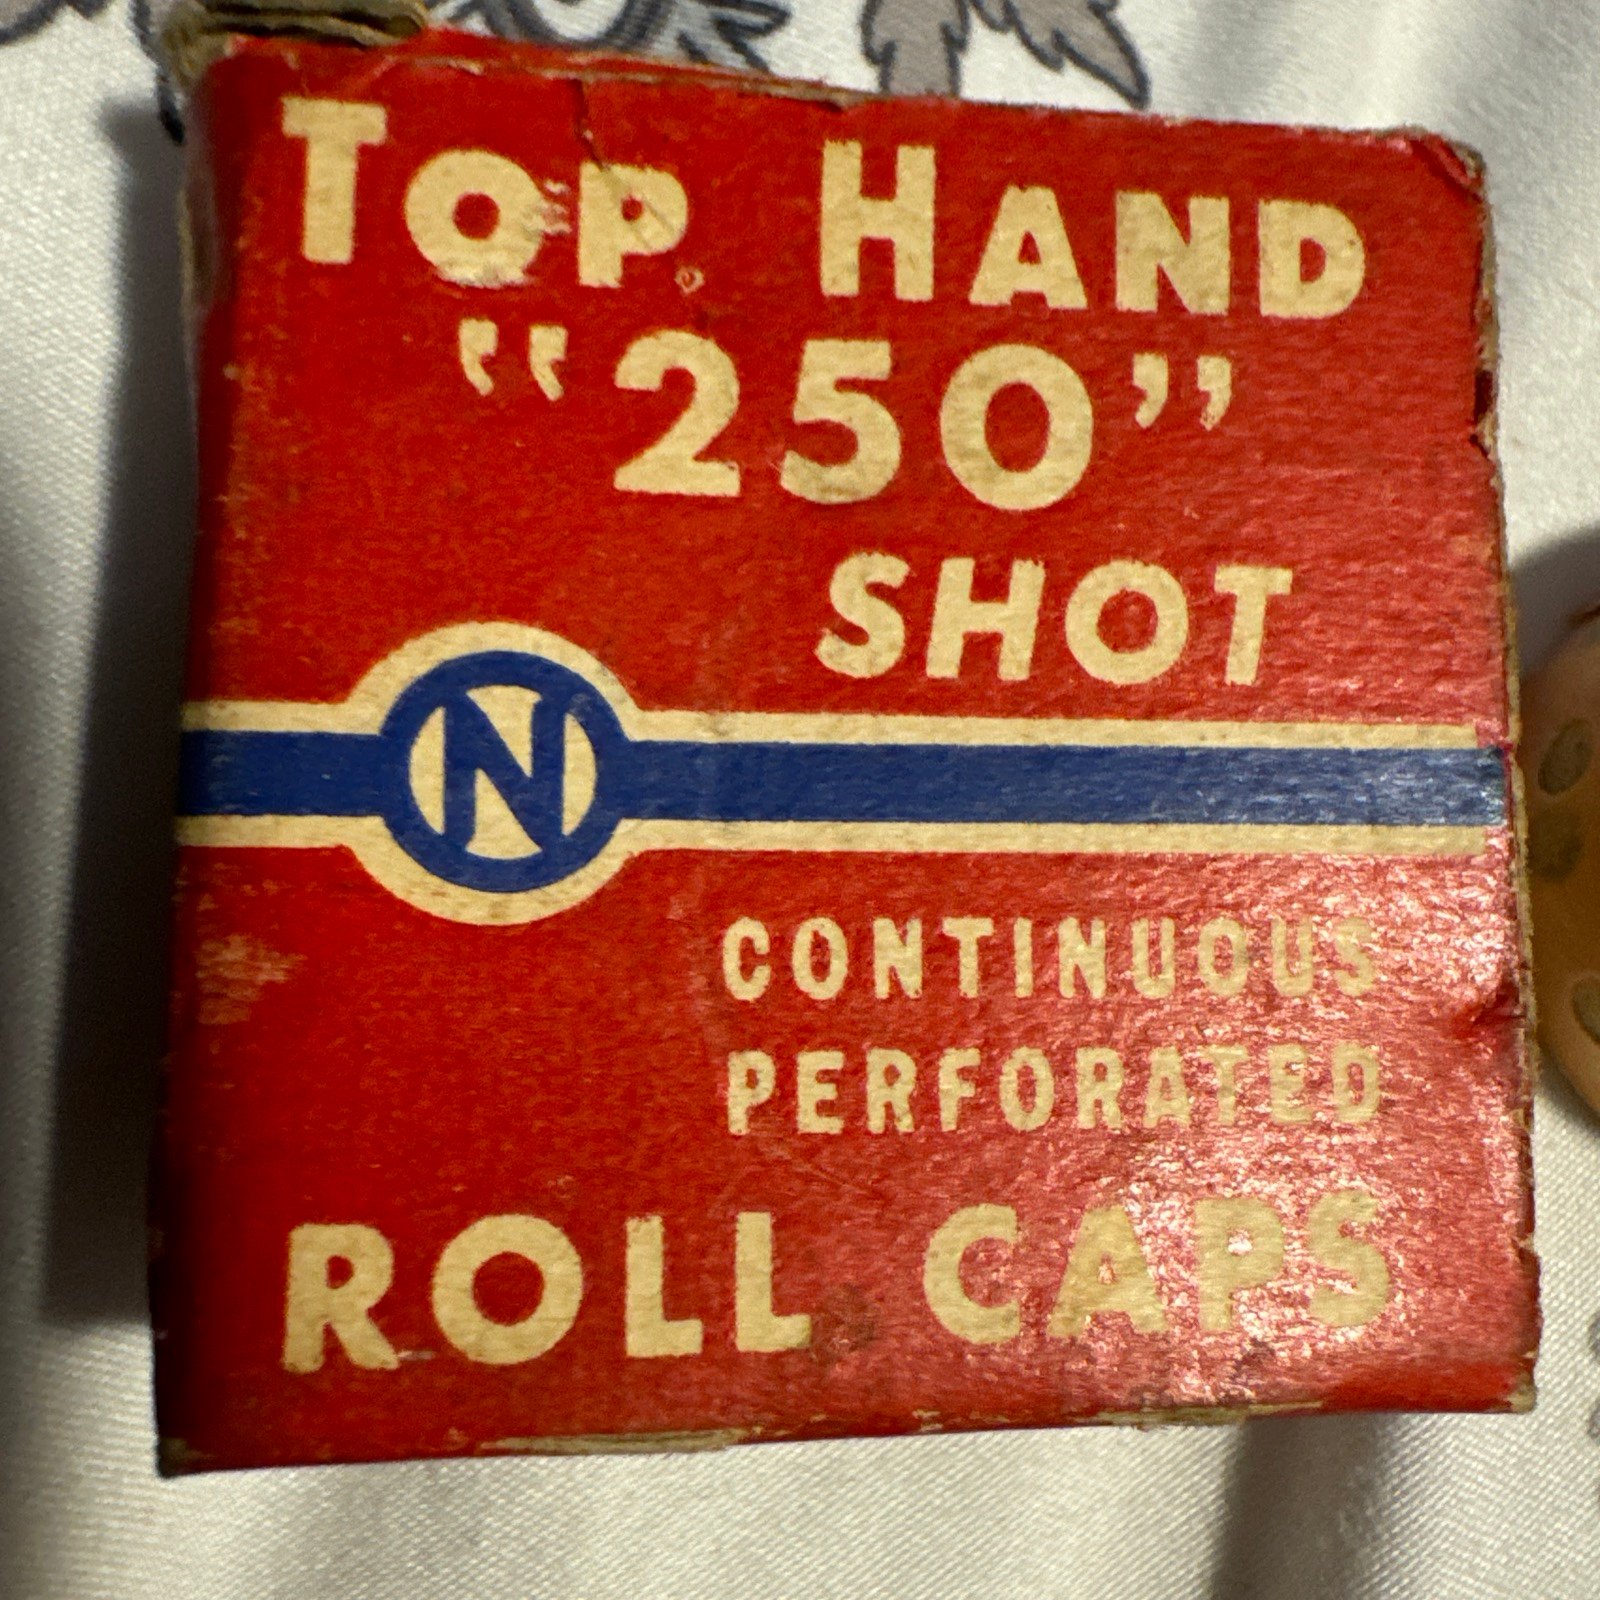 TOP HAND
“250”
SHOT
N
CONTINUOUS
PERFORATED
ROLL CAPS